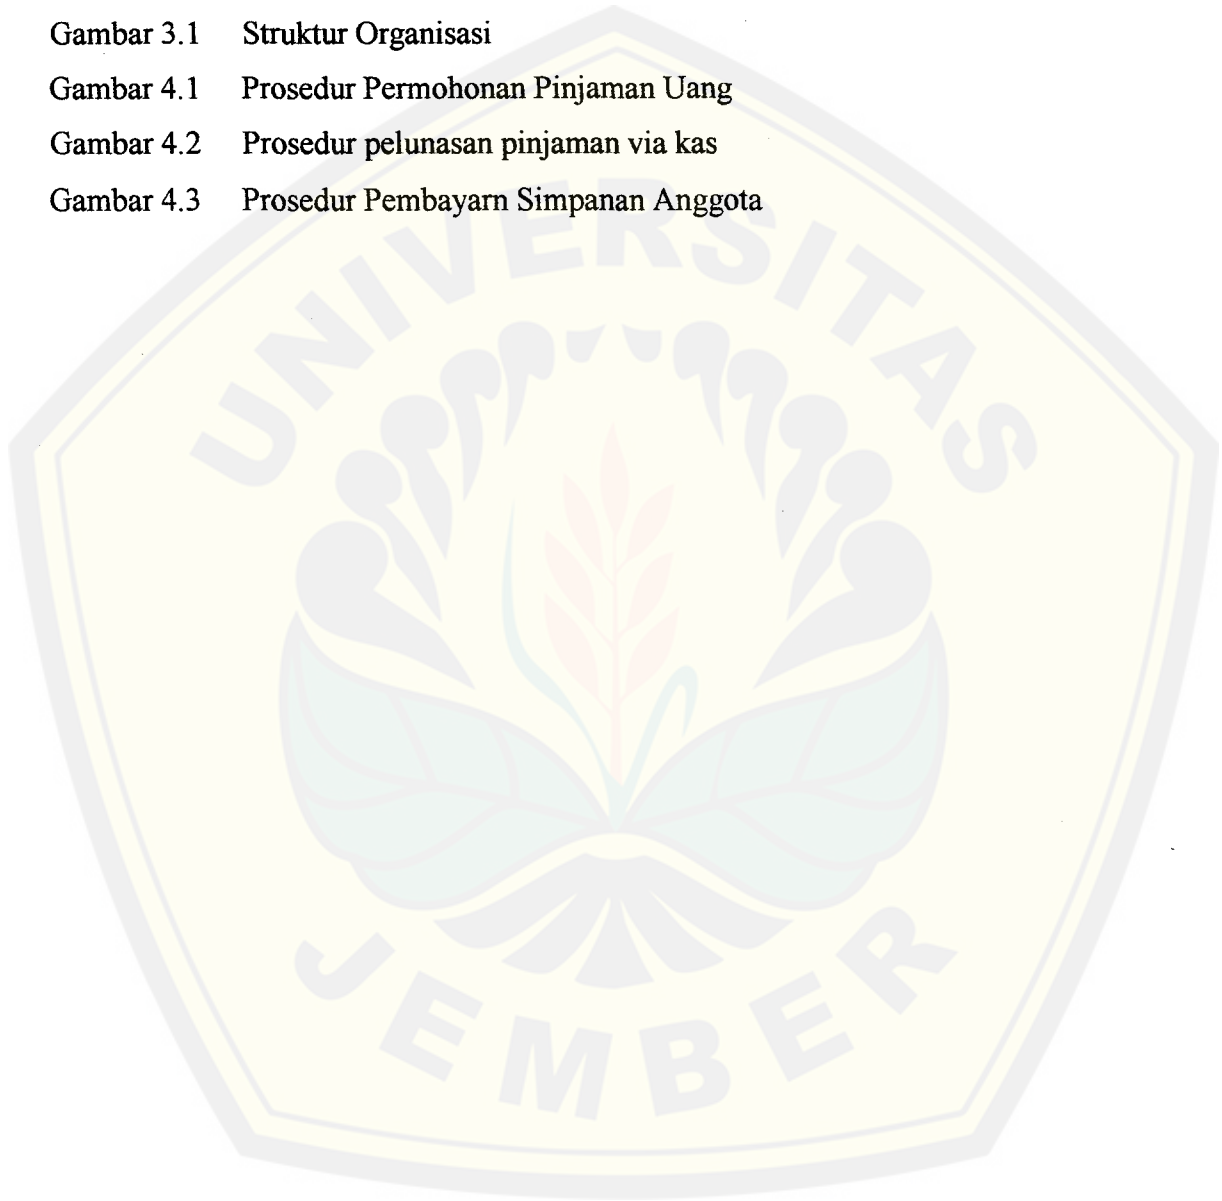 Gambar 3.1 Struktur Organisasi
Gambar 4.1 Prosedur Permohonan Pinjaman Uang
Gambar 4.2 Prosedur pelunasan pinjaman via kas
Gambar 4.3 Prosedur Pembayarn Simpanan Anggota
UNIVERSITAS
JEMBER